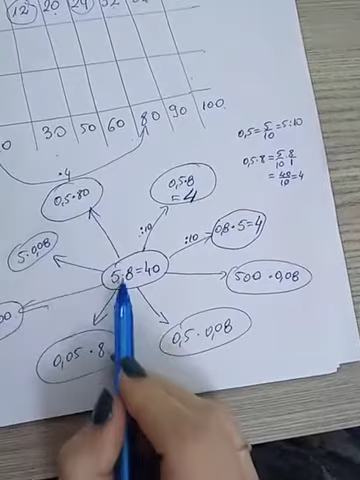 12 20 24 32
0 30 50 60 80 90 100
·4
0,5 = 5/10 = 5:10
0,5·8 = 5/10 · 8/1
= 40/10 = 4
0,5·80
0,5·8
= 4
:10
:10
0,8·5=4
5·0,08
5·8=40
500·0,08
00
0,05·8
0,5·0,08